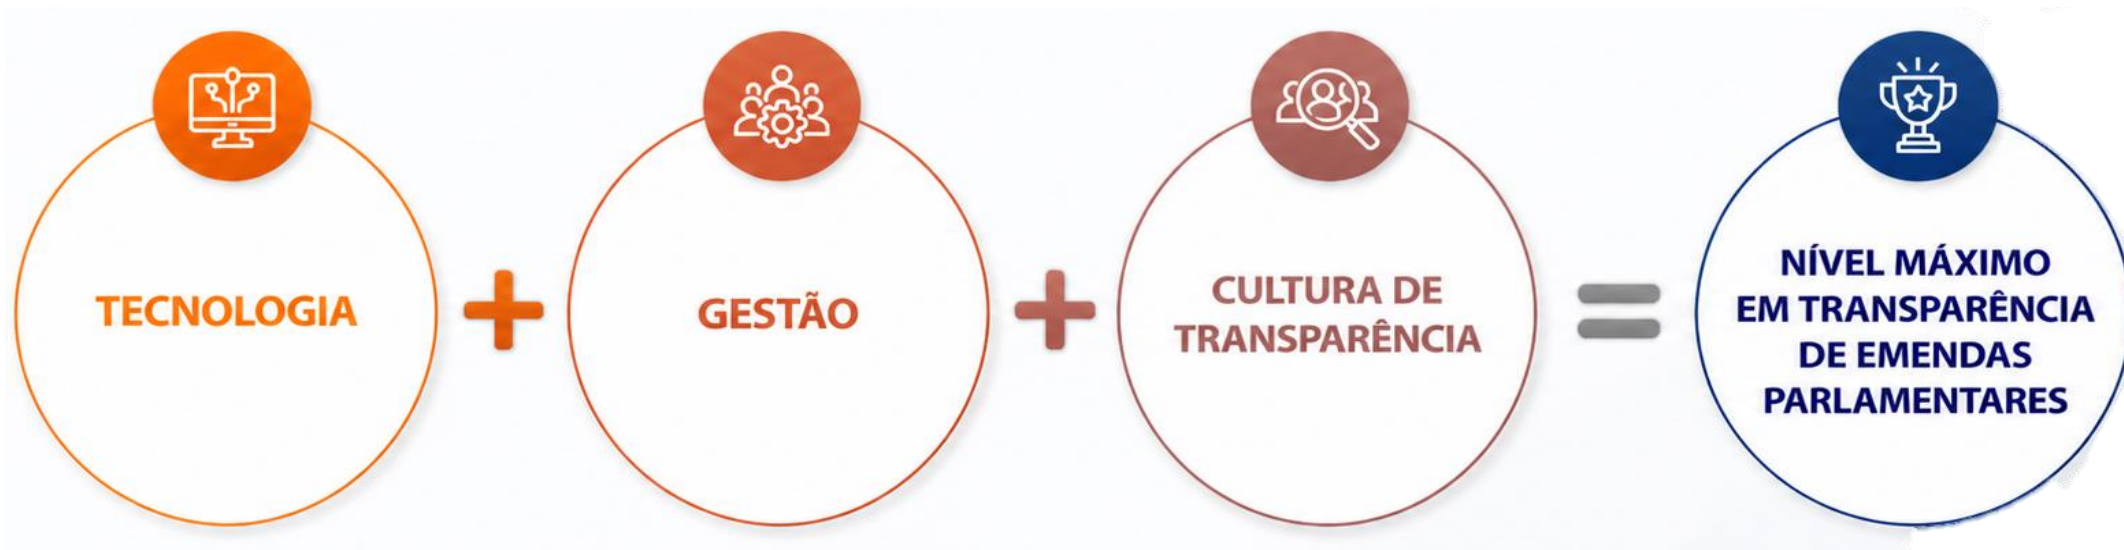 TECNOLOGIA
+
GESTÃO
+
CULTURA DE
TRANSPARÊNCIA
=
NÍVEL MÁXIMO
EM TRANSPARÊNCIA
DE EMENDAS
PARLAMENTARES